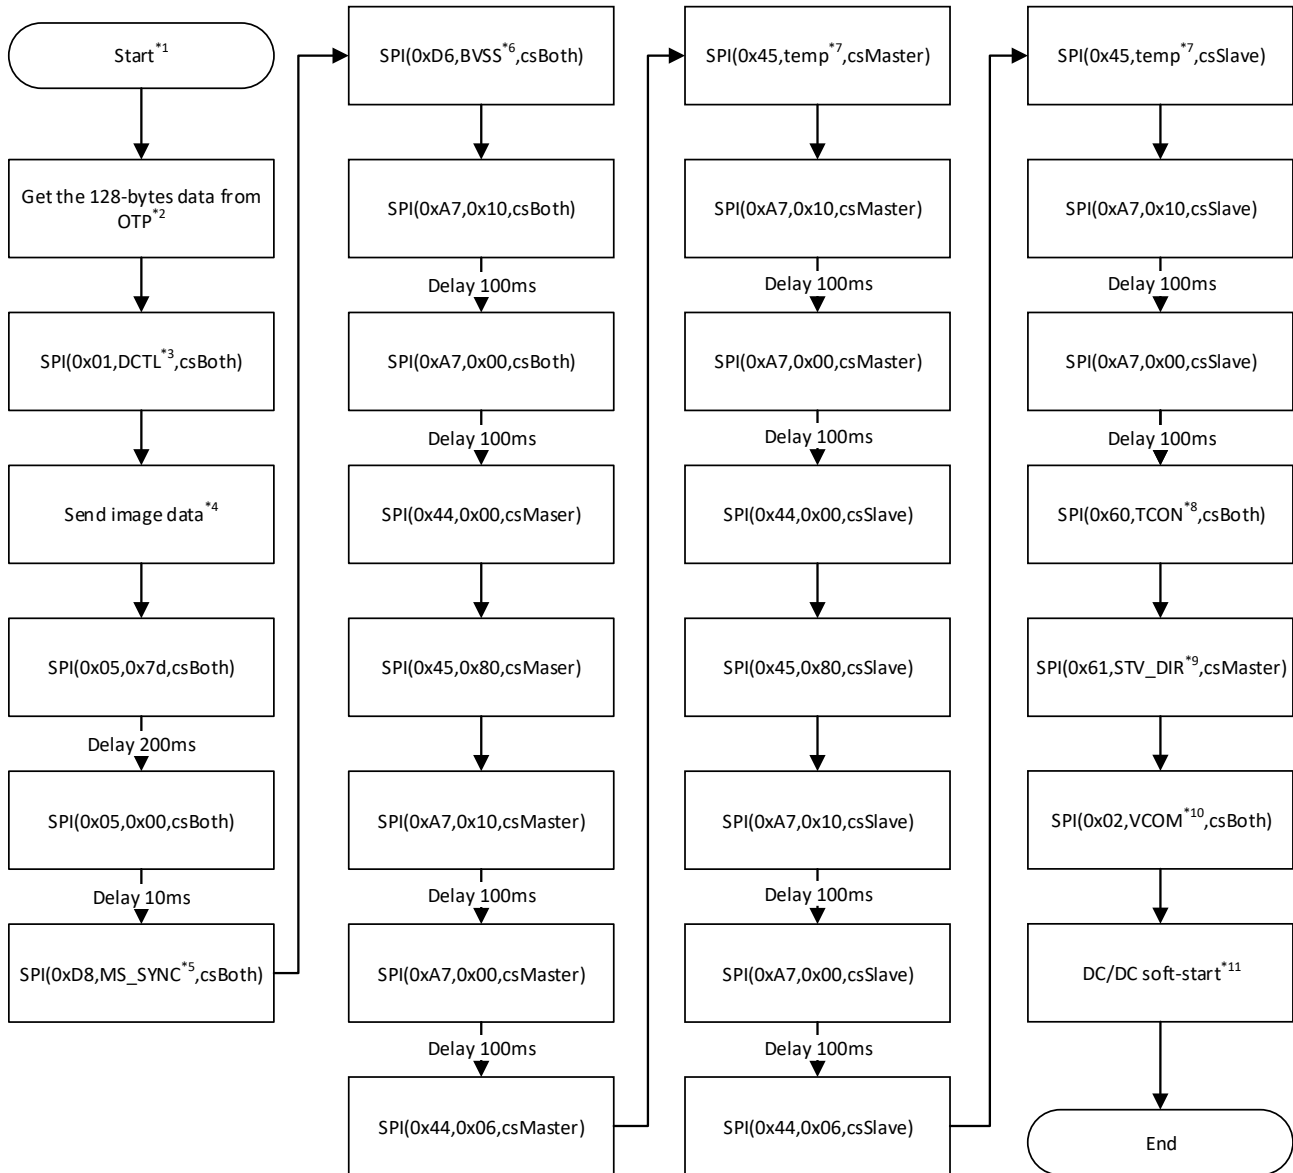 Start*1
Get the 128-bytes data from
OTP*2
SPI(0x01,DCTL*3,csBoth)
Send image data*4
SPI(0x05,0x7d,csBoth)
Delay 200ms
SPI(0x05,0x00,csBoth)
Delay 10ms
SPI(0xD8,MS_SYNC*5,csBoth)
SPI(0xD6,BVSS*6,csBoth)
SPI(0xA7,0x10,csBoth)
Delay 100ms
SPI(0xA7,0x00,csBoth)
Delay 100ms
SPI(0x44,0x00,csMaser)
SPI(0x45,0x80,csMaser)
SPI(0xA7,0x10,csMaster)
Delay 100ms
SPI(0xA7,0x00,csMaster)
Delay 100ms
SPI(0x44,0x06,csMaster)
SPI(0x45,temp*7,csMaster)
SPI(0xA7,0x10,csMaster)
Delay 100ms
SPI(0xA7,0x00,csMaster)
Delay 100ms
SPI(0x44,0x00,csSlave)
SPI(0x45,0x80,csSlave)
SPI(0xA7,0x10,csSlave)
Delay 100ms
SPI(0xA7,0x00,csSlave)
Delay 100ms
SPI(0x44,0x06,csSlave)
SPI(0x45,temp*7,csSlave)
SPI(0xA7,0x10,csSlave)
Delay 100ms
SPI(0xA7,0x00,csSlave)
Delay 100ms
SPI(0x60,TCON*8,csBoth)
SPI(0x61,STV_DIR*9,csMaster)
SPI(0x02,VCOM*10,csBoth)
DC/DC soft-start*11
End